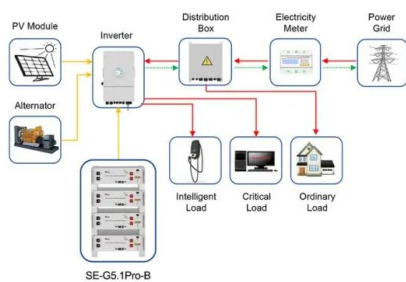 PV Module
Inverter
Distribution
Box
Electricity
Meter
Power
Grid
Alternator
Intelligent
Load
Critical
Load
Ordinary
Load
SE-G5.1Pro-B